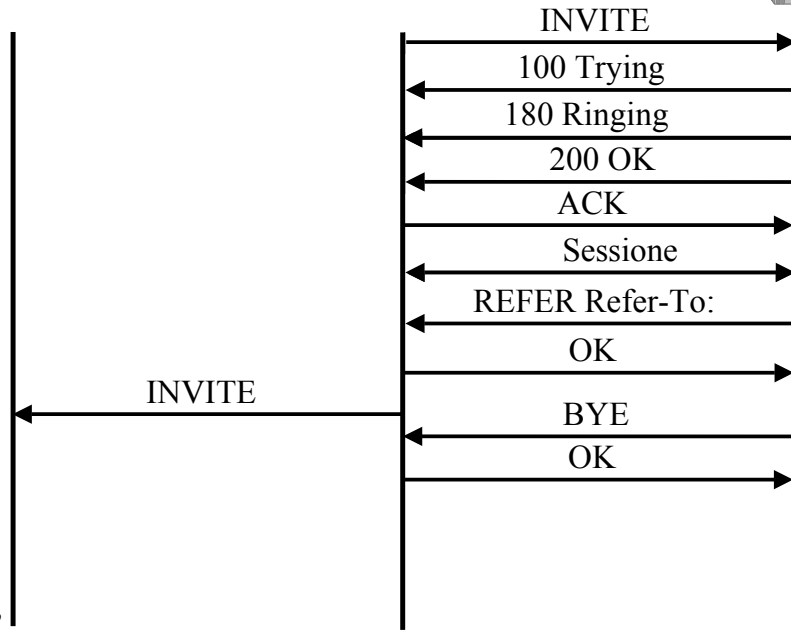 INVITE
100 Trying
180 Ringing
200 OK
ACK
Sessione
REFER Refer-To:
OK
INVITE
BYE
OK